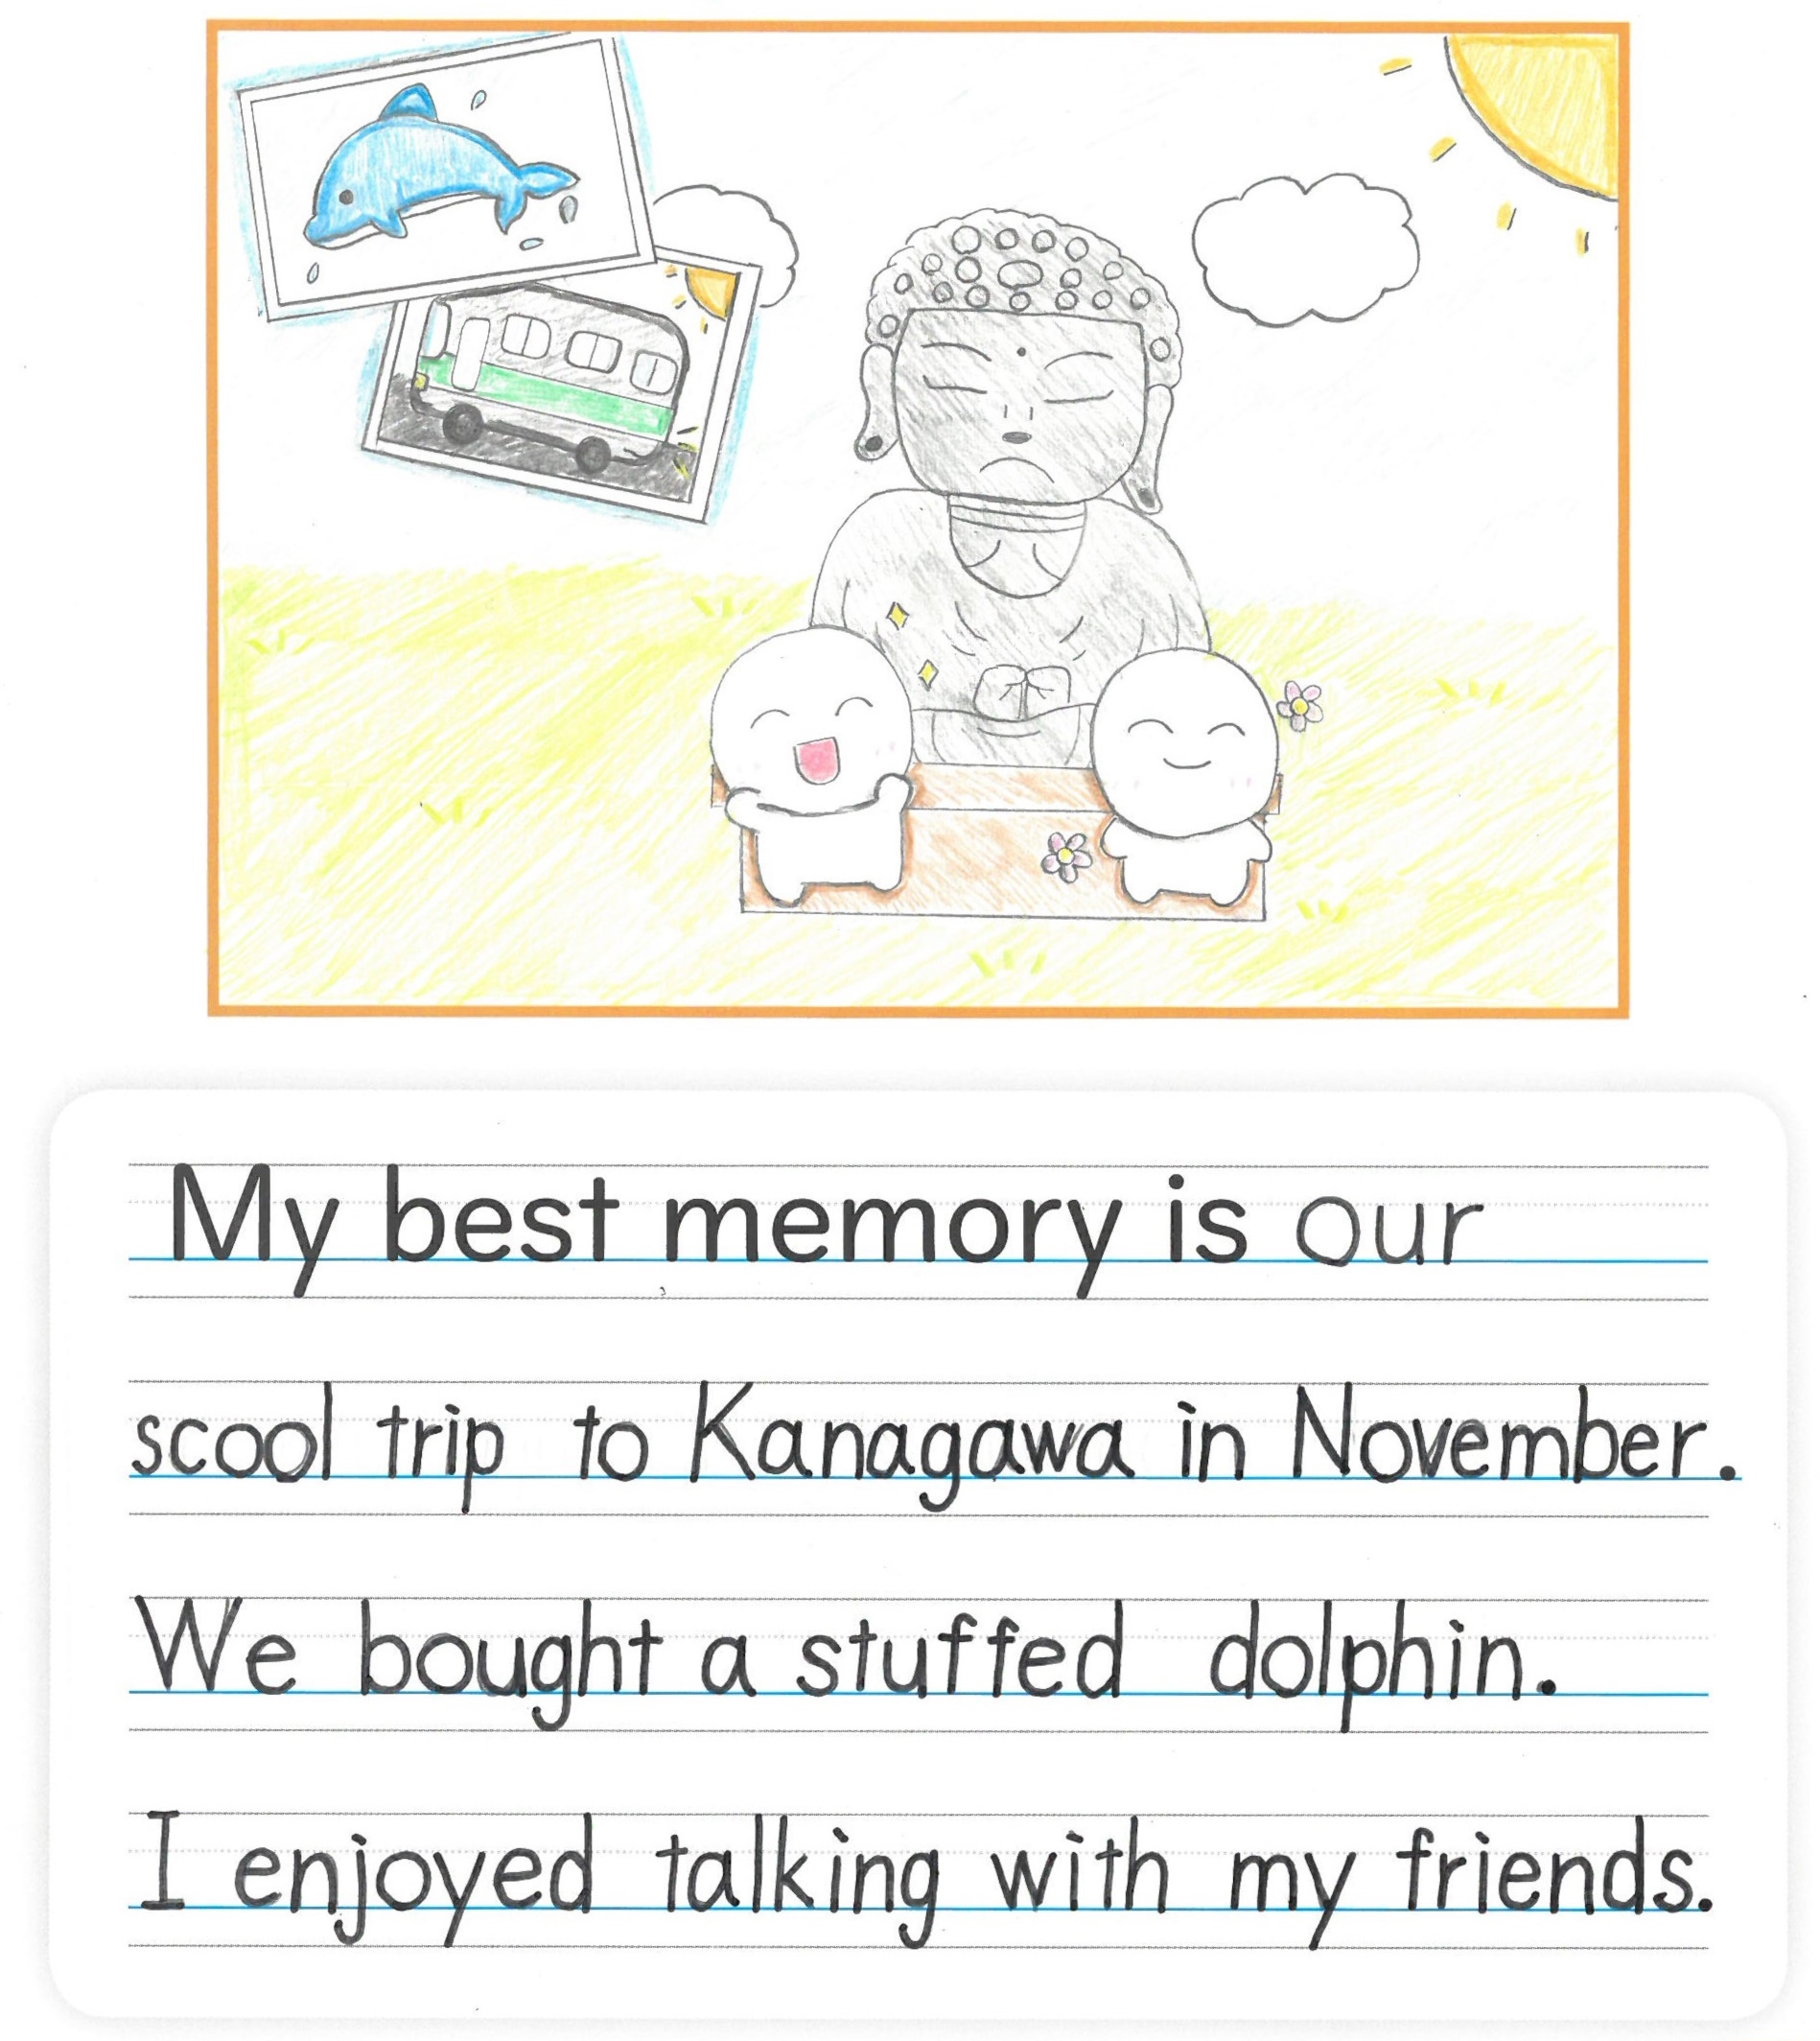 My best memory is our
scool trip to Kanagawa in November.
We bought a stuffed dolphin.
I enjoyed talking with my friends.